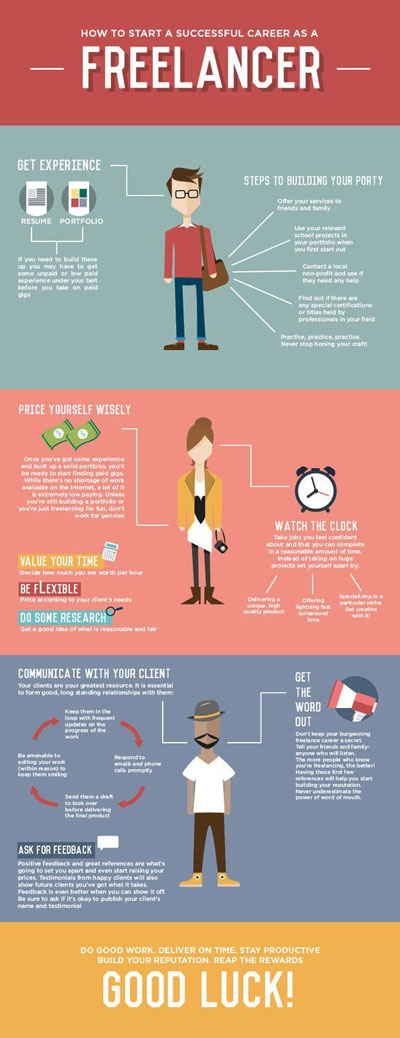 HOW TO START A SUCCESSFUL CAREER AS A
FREELANCER
GET EXPERIENCE
RESUME
PORTFOLIO
If you need to build these
up you may have to get
some unpaid or low paid
experience under your belt
before you take on paid
gigs
STEPS TO BUILDING YOUR PORTY
Offer your services to
friends and family
Use your relevant
school projects in
your portfolio when
you first start out
Contact a local
non-profit and see if
they need any help
Find out if there are
any special certifications
or titles held by
professionals in your field
Practice, practice, practice.
Never stop honing your craft!
PRICE YOURSELF WISELY
Once you've got some experience
and built up a solid portfolio, you'll
be ready to start finding paid gigs.
While there's no shortage of work
available on the internet, a lot of it
is extremely low paying. Unless
you're still building a portfolio or
you're just freelancing for fun, don't
work for pennies
VALUE YOUR TIME
Decide how much you are worth per hour
BE FLEXIBLE
Price according to your client's needs
DO SOME RESEARCH
Get a good idea of what is reasonable and fair
WATCH THE CLOCK
Take jobs you feel confident
about and that you can complete
in a reasonable amount of time.
Instead of taking on huge
projects set yourself apart by:
Delivering a
unique, high
quality product
Offering
lightning fast
turnaround
time
Specializing in a
particular niche.
Get creative
with it!
COMMUNICATE WITH YOUR CLIENT
Your clients are your greatest resource. It is essential
to form good, long standing relationships with them:
Keep them in the
loop with frequent
updates on the
progress of the
work
Respond to
emails and phone
calls promptly
Send them a draft
to look over
before delivering
the final product
Be amenable to
editing your work
(within reason) to
keep them smiling
ASK FOR FEEDBACK
Positive feedback and great references are what's
going to set you apart and even start raising your
prices. Testimonials from happy clients will also
show future clients you've got what it takes.
Feedback is even better when you can show it off.
Be sure to ask if it's okay to publish your client's
name and testimonial
GET
THE
WORD
OUT
Don't keep your burgeoning
freelance career a secret.
Tell your friends and family-
anyone who will listen.
The more people who know
you're freelancing, the better!
Having those first few
references will help you start
building your reputation.
Never underestimate the
power of word of mouth.
DO GOOD WORK. DELIVER ON TIME. STAY PRODUCTIVE
BUILD YOUR REPUTATION. REAP THE REWARDS
GOOD LUCK!